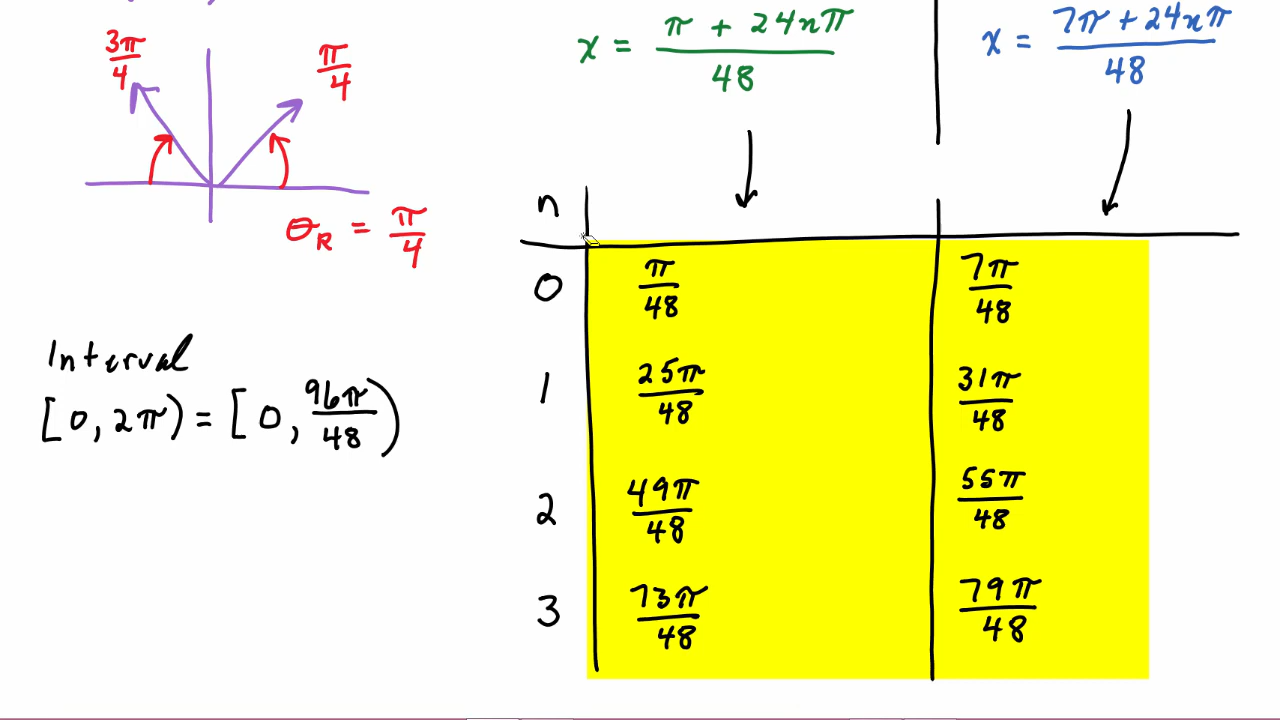 3π/4
π/4
θR = π/4
Interval
[0, 2π) = [0, 96π/48)
x = (π + 24nπ)/48
x = (7π + 24nπ)/48
n
0 π/48 7π/48
1 25π/48 31π/48
2 49π/48 55π/48
3 73π/48 79π/48